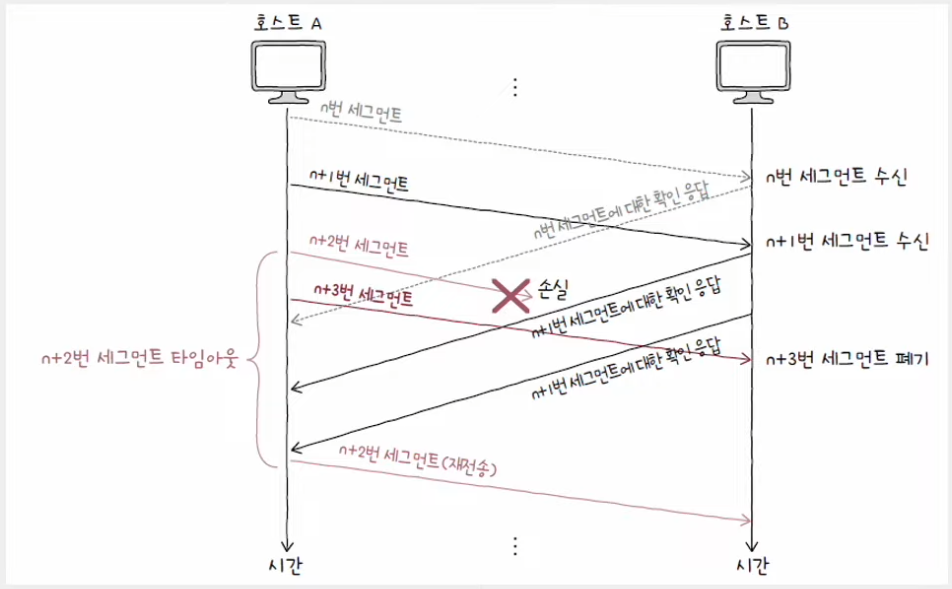 호스트 A
호스트 B
n번 세그먼트
n번 세그먼트 수신
n+1번 세그먼트
n번 세그먼트에 대한 확인 응답
n+1번 세그먼트 수신
n+2번 세그먼트
손실
n+3번 세그먼트
n+1번 세그먼트에 대한 확인 응답
n+2번 세그먼트 타임아웃
n+3번 세그먼트 폐기
n+1번 세그먼트에 대한 확인 응답
n+2번 세그먼트(재전송)
시간
시간